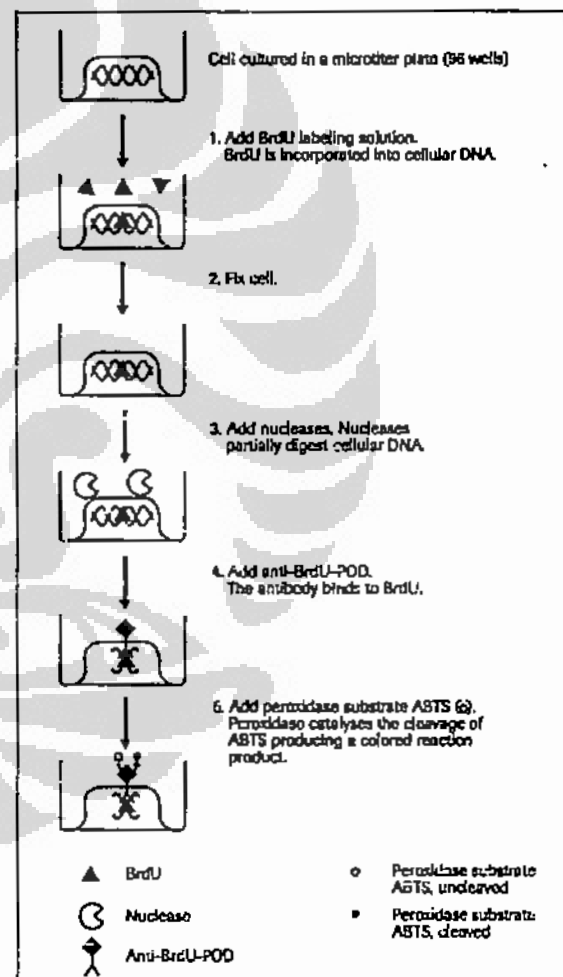 Cell cultured in a microtiter plate (96 wells)
1. Add BrdU labeling solution.
BrdU is incorporated into cellular DNA.
2. Fix cell.
3. Add nucleases, Nucleases
partially digest cellular DNA.
4. Add anti-BrdU-POD.
The antibody binds to BrdU.
5. Add peroxidase substrate ABTS
Peroxidase catalyses the cleavage of
ABTS producing a colored reaction
product.
BrdU
Nuclease
Anti-BrdU-POD
Peroxidase substrate
ABTS, uncleaved
Peroxidase substrate
ABTS, cleaved